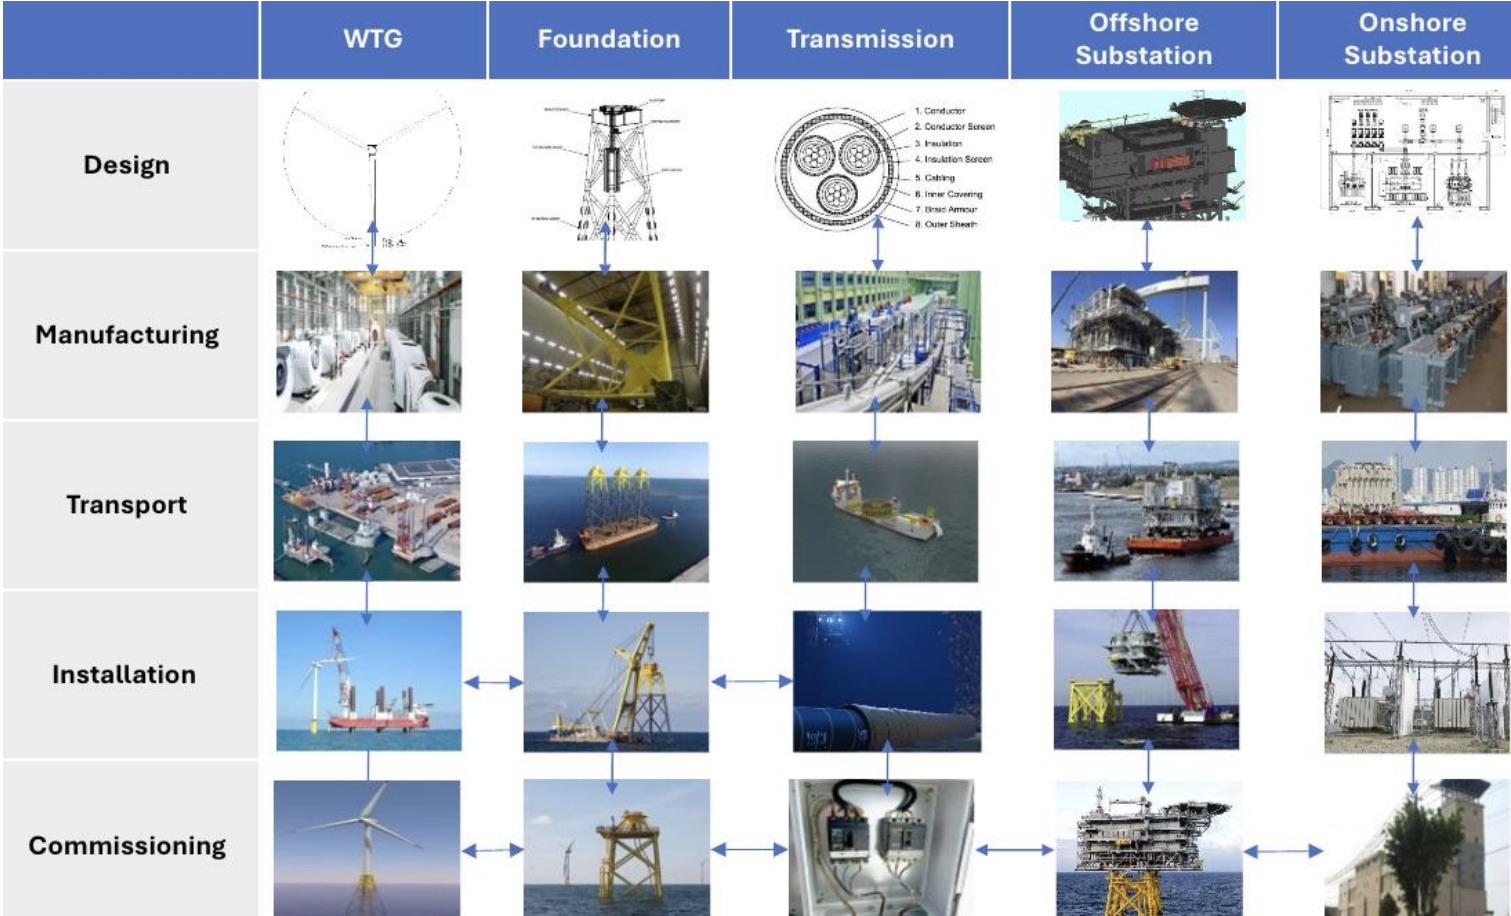 WTG
Foundation
Transmission
Offshore
Substation
Onshore
Substation
Design
1. Conductor
2. Conductor Screen
3. Insulation
4. Insulation Screen
5. Cabling
6. Inner Covering
7. Braid Armour
8. Outer Sheath
Manufacturing
Transport
Installation
Commissioning